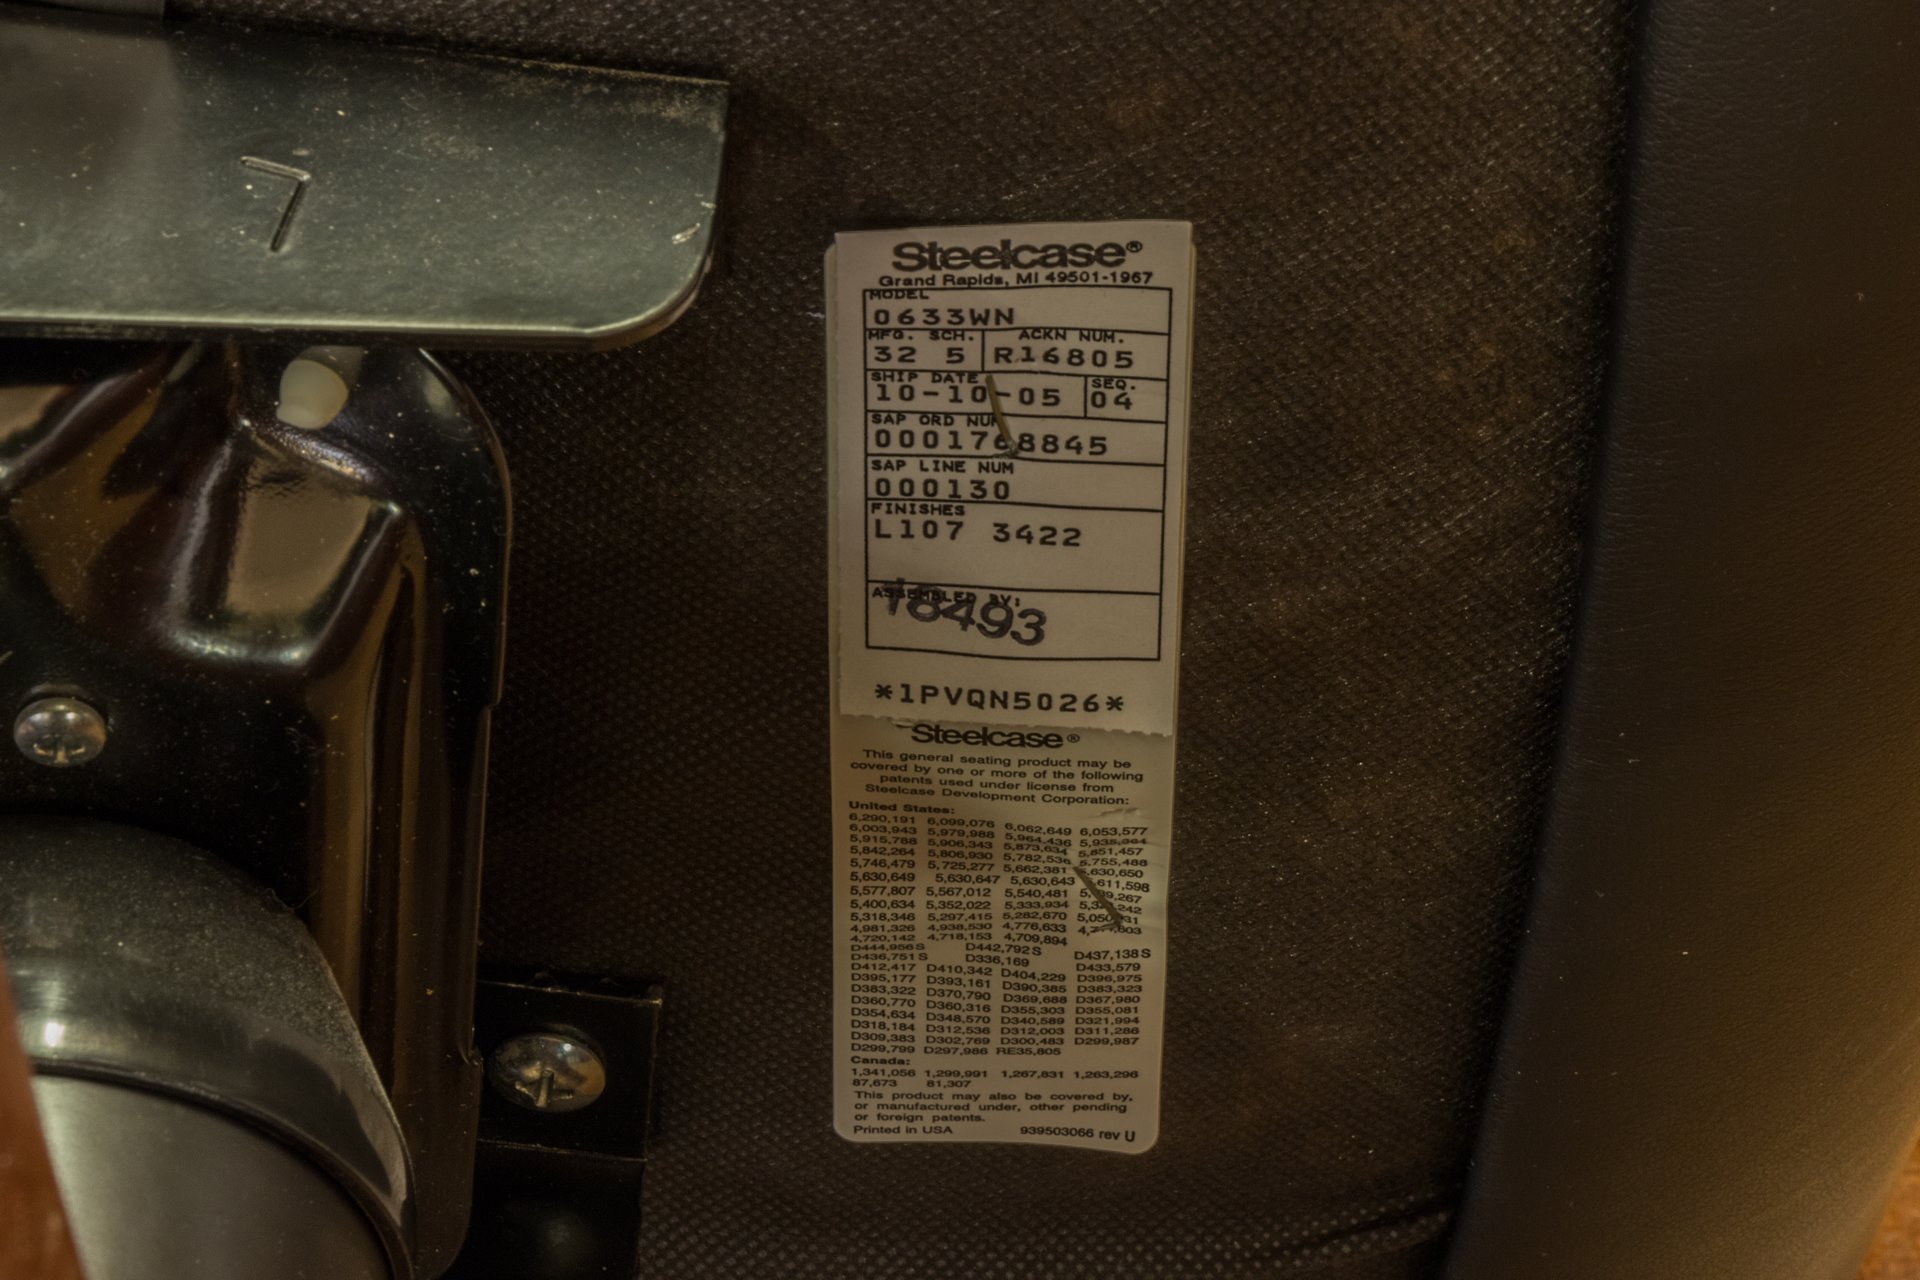 L
Steelcase®
Grand Rapids, MI 49501-1967
MODEL
0633WN
MFG. SCH. ACKN NUM.
32 5 R16805
SHIP DATE SEQ.
10-10-05 04
SAP ORD NUM
0001768845
SAP LINE NUM
000130
FINISHES
L107 3422
ASSEMBLED BY:
18493
*1PVQN5026*
Steelcase®
This general seating product may be
covered by one or more of the following
patents used under license from
Steelcase Development Corporation:
United States:
6,290,191 6,099,076 6,062,649 6,053,577
6,003,943 5,979,988 5,964,436 5,935,984
5,915,788 5,906,343 5,873,634 5,851,457
5,842,264 5,806,930 5,782,536 5,755,488
5,746,479 5,725,277 5,662,381 5,630,650
5,630,649 5,630,647 5,630,643 5,611,598
5,577,807 5,567,012 5,540,481
5,400,634 5,352,022 5,333,934
5,318,346 5,297,415 5,282,670
4,981,326 4,938,530 4,776,633
4,720,142 4,718,153 4,709,894
D444,956S D442,792S D437,138S
D436,751S D336,169 D433,579
D412,417 D410,342 D404,229 D396,975
D395,177 D393,161 D390,385 D383,323
D383,322 D370,790 D369,688 D367,980
D360,770 D360,316 D355,303 D355,081
D354,634 D348,570 D340,589 D321,994
D318,184 D312,536 D312,003 D311,286
D309,383 D302,769 D300,483 D299,987
D299,799 D297,986 RE35,805
Canada:
1,341,056 1,299,991 1,267,831 1,263,296
87,673 81,307
This product may also be covered by,
or manufactured under, other pending
or foreign patents.
Printed in USA 939503066 rev U